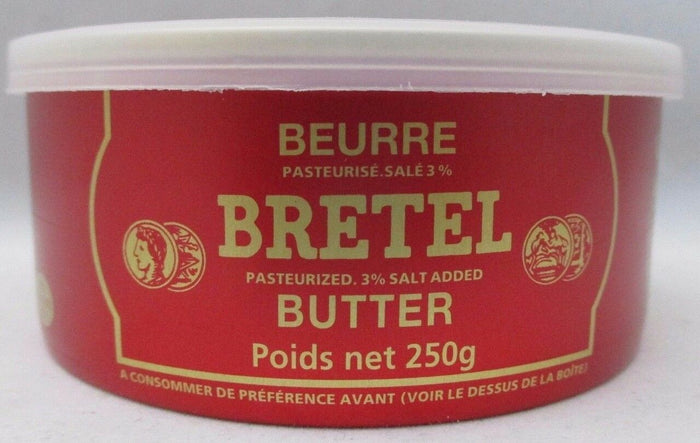 BEURRE
PASTEURISÉ.SALÉ 3 %
BRETEL
PASTEURIZED. 3% SALT ADDED
BUTTER
Poids net 250g
A CONSOMMER DE PRÉFÉRENCE AVANT (VOIR LE DESSUS DE LA BOÎTE)